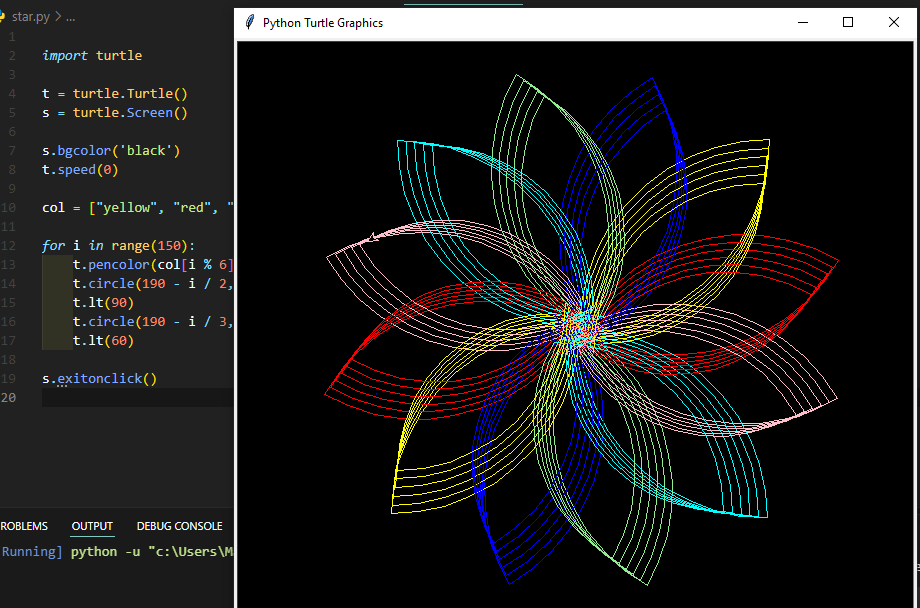 star.py > ...
Python Turtle Graphics
1
2 import turtle
3
4 t = turtle.Turtle()
5 s = turtle.Screen()
6
7 s.bgcolor('black')
8 t.speed(0)
9
10 col = ["yellow", "red", "
11
12 for i in range(150):
13 t.pencolor(col[i % 6]
14 t.circle(190 - i / 2,
15 t.lt(90)
16 t.circle(190 - i / 3,
17 t.lt(60)
18
19 s.exitonclick()
20
ROBLEMS OUTPUT DEBUG CONSOLE
Running] python -u "c:\Users\M